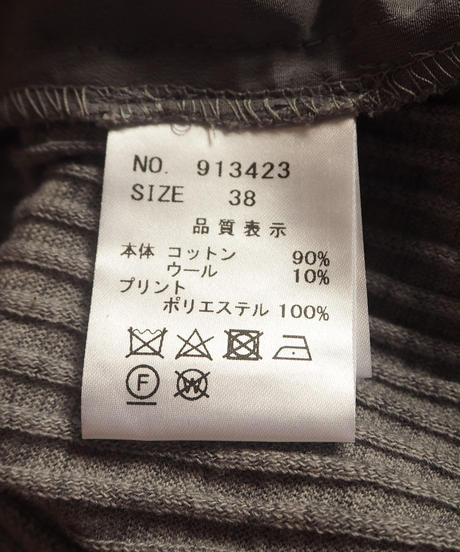 NO. 913423
SIZE 38
品質表示
本体 コットン 90%
ウール 10%
プリント
ポリエステル 100%
F
W